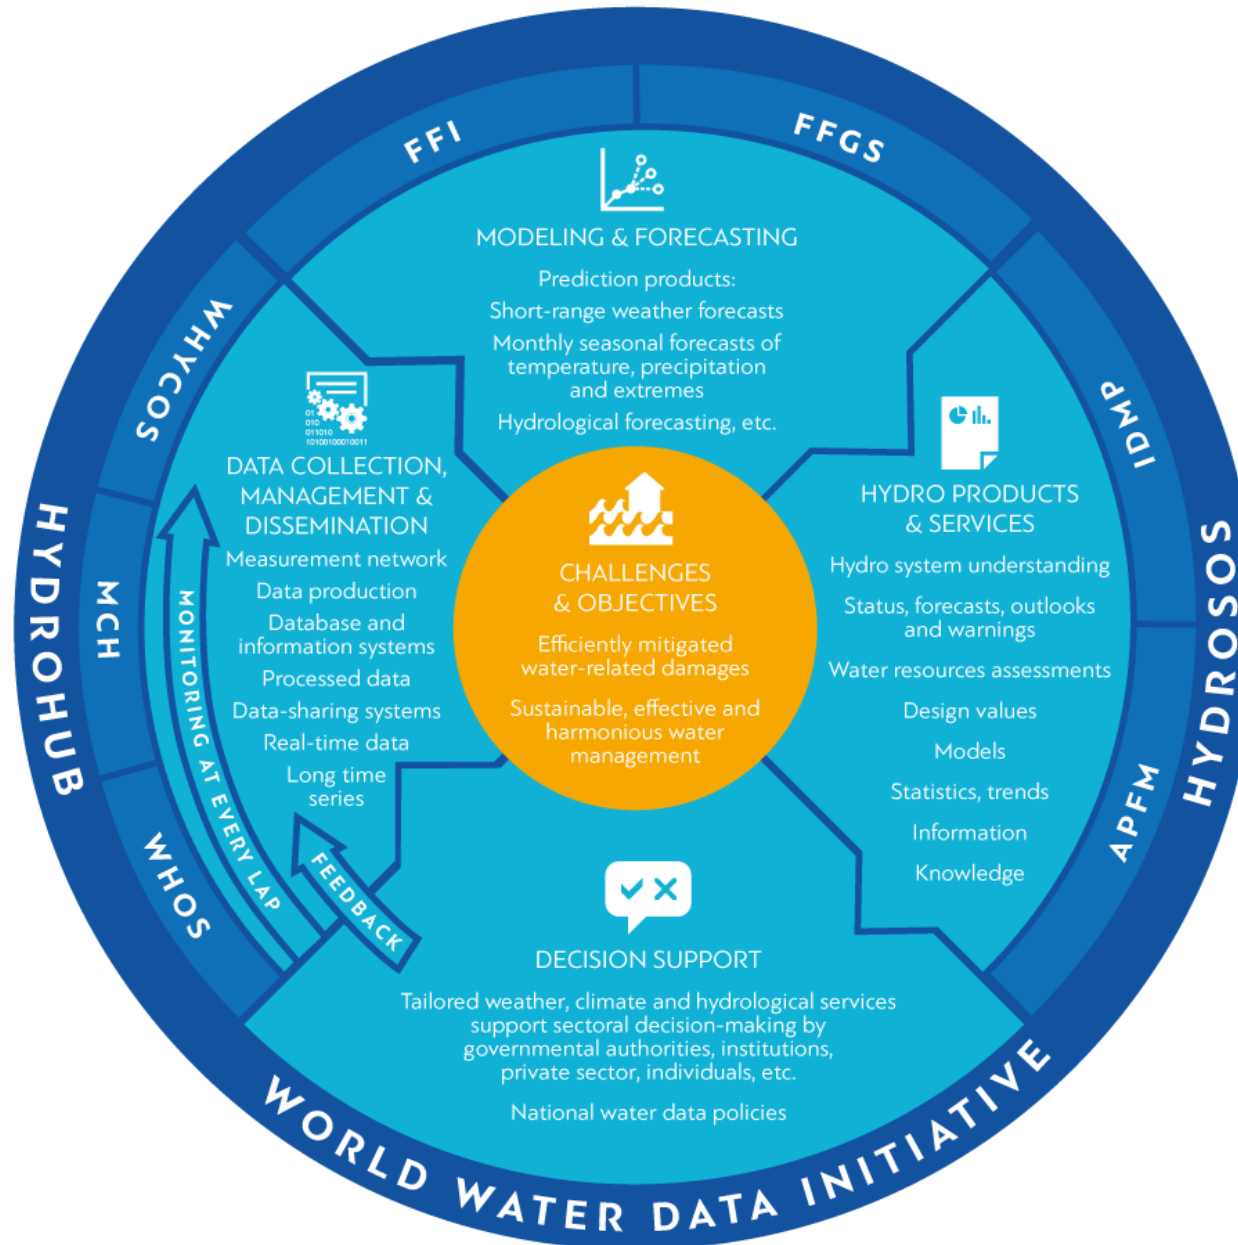 FFI
FFGS
WHYCOS
MCH
WHOS
IDMP
APFM
HYDROHUB
HYDROSOS
WORLD WATER DATA INITIATIVE
MODELING & FORECASTING
Prediction products:
Short-range weather forecasts
Monthly seasonal forecasts of
temperature, precipitation
and extremes
Hydrological forecasting, etc.
01
010
011010
10100100010011
DATA COLLECTION,
MANAGEMENT &
DISSEMINATION
Measurement network
Data production
Database and
information systems
Processed data
Data-sharing systems
Real-time data
Long time
series
MONITORING AT EVERY LAP
FEEDBACK
CHALLENGES
& OBJECTIVES
Efficiently mitigated
water-related damages
Sustainable, effective and
harmonious water
management
HYDRO PRODUCTS
& SERVICES
Hydro system understanding
Status, forecasts, outlooks
and warnings
Water resources assessments
Design values
Models
Statistics, trends
Information
Knowledge
DECISION SUPPORT
Tailored weather, climate and hydrological services
support sectoral decision-making by
governmental authorities, institutions,
private sector, individuals, etc.
National water data policies